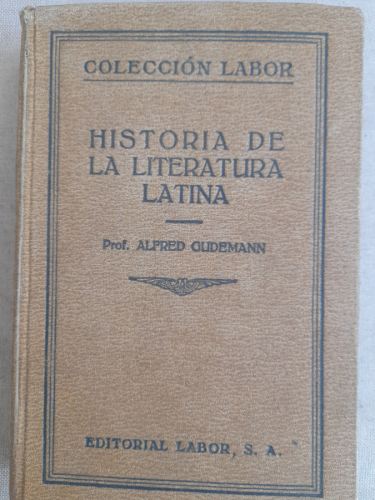 COLECCIÓN LABOR
HISTORIA DE
LA LITERATURA
LATINA
Prof. ALFRED GUDEMANN
EDITORIAL LABOR, S. A.